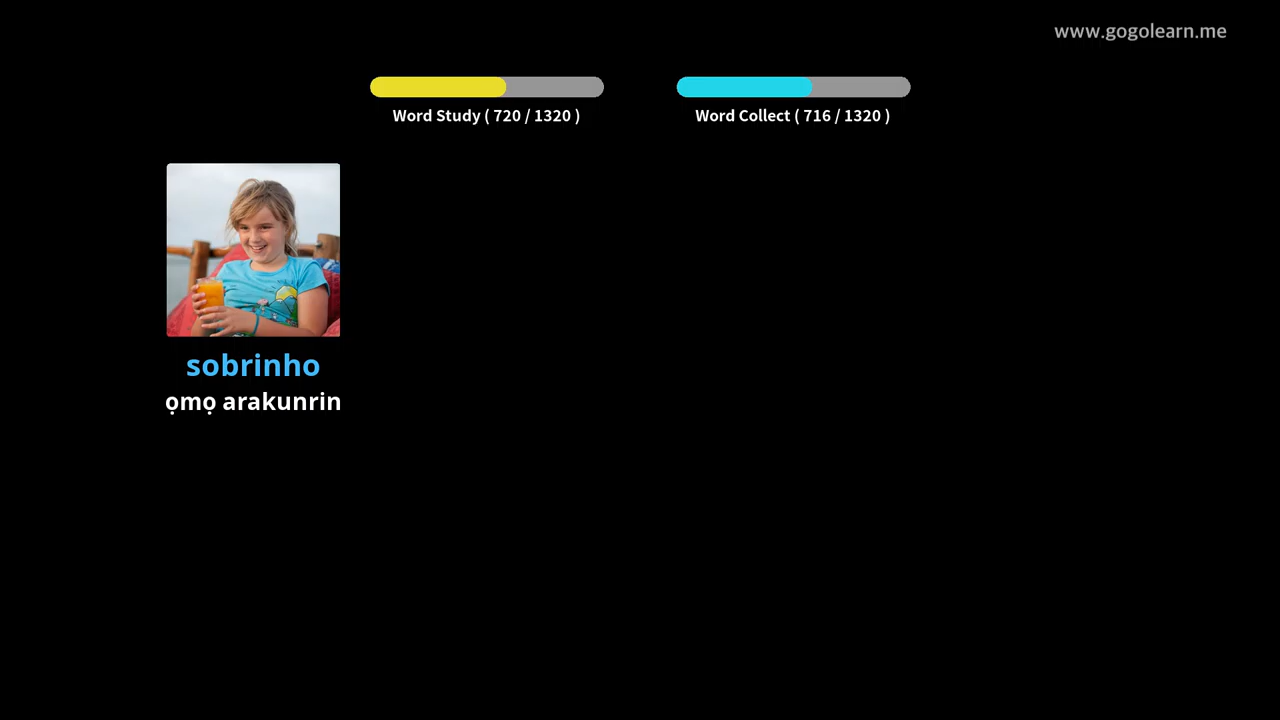 www.gogolearn.me
Word Study ( 720 / 1320 )
Word Collect ( 716 / 1320 )
sobrinho
ọmọ arakunrin